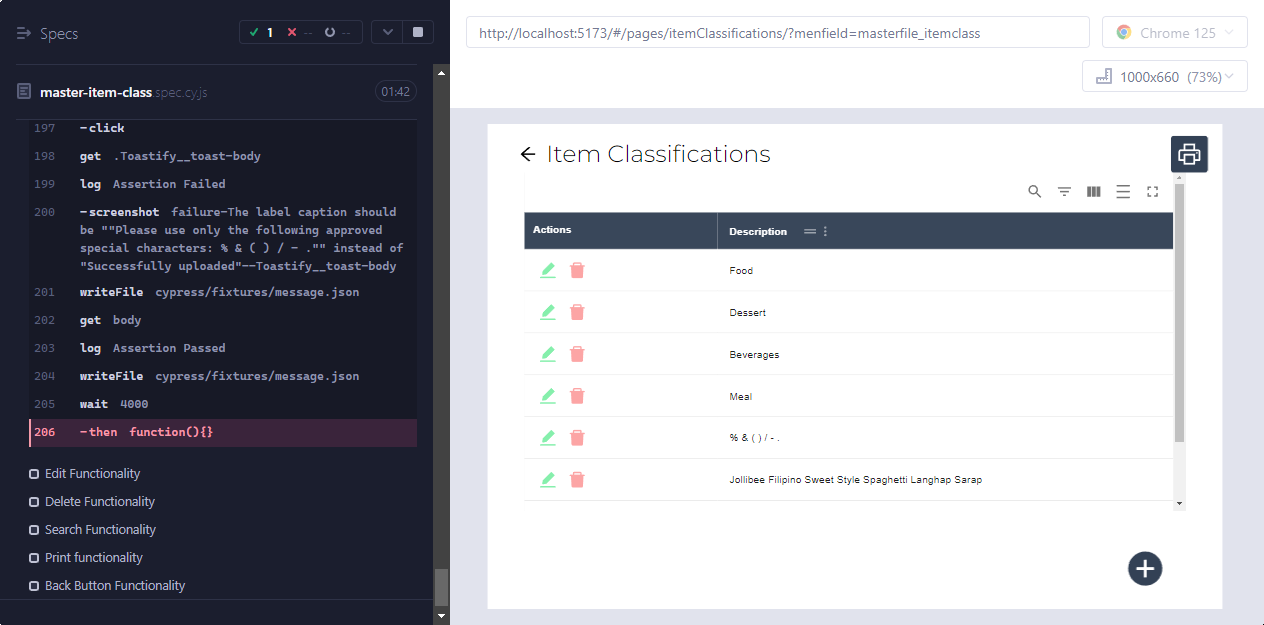 Specs
1 -- --
master-item-class.spec.cy.js 01:42
197 -click
198 get .Toastify__toast-body
199 log Assertion Failed
200 -screenshot failure-The label caption should
be ""Please use only the following approved
special characters: % & ( ) / - ."" instead of
"Successfully uploaded"--Toastify__toast-body
201 writeFile cypress/fixtures/message.json
202 get body
203 log Assertion Passed
204 writeFile cypress/fixtures/message.json
205 wait 4000
206 -then function(){}
Edit Functionality
Delete Functionality
Search Functionality
Print functionality
Back Button Functionality
http://localhost:5173/#/pages/itemClassifications/?menfield=masterfile_itemclass
Chrome 125
1000x660 (73%)
Item Classifications
Actions Description
Food
Dessert
Beverages
Meal
% & ( ) / - .
Jollibee Filipino Sweet Style Spaghetti Langhap Sarap